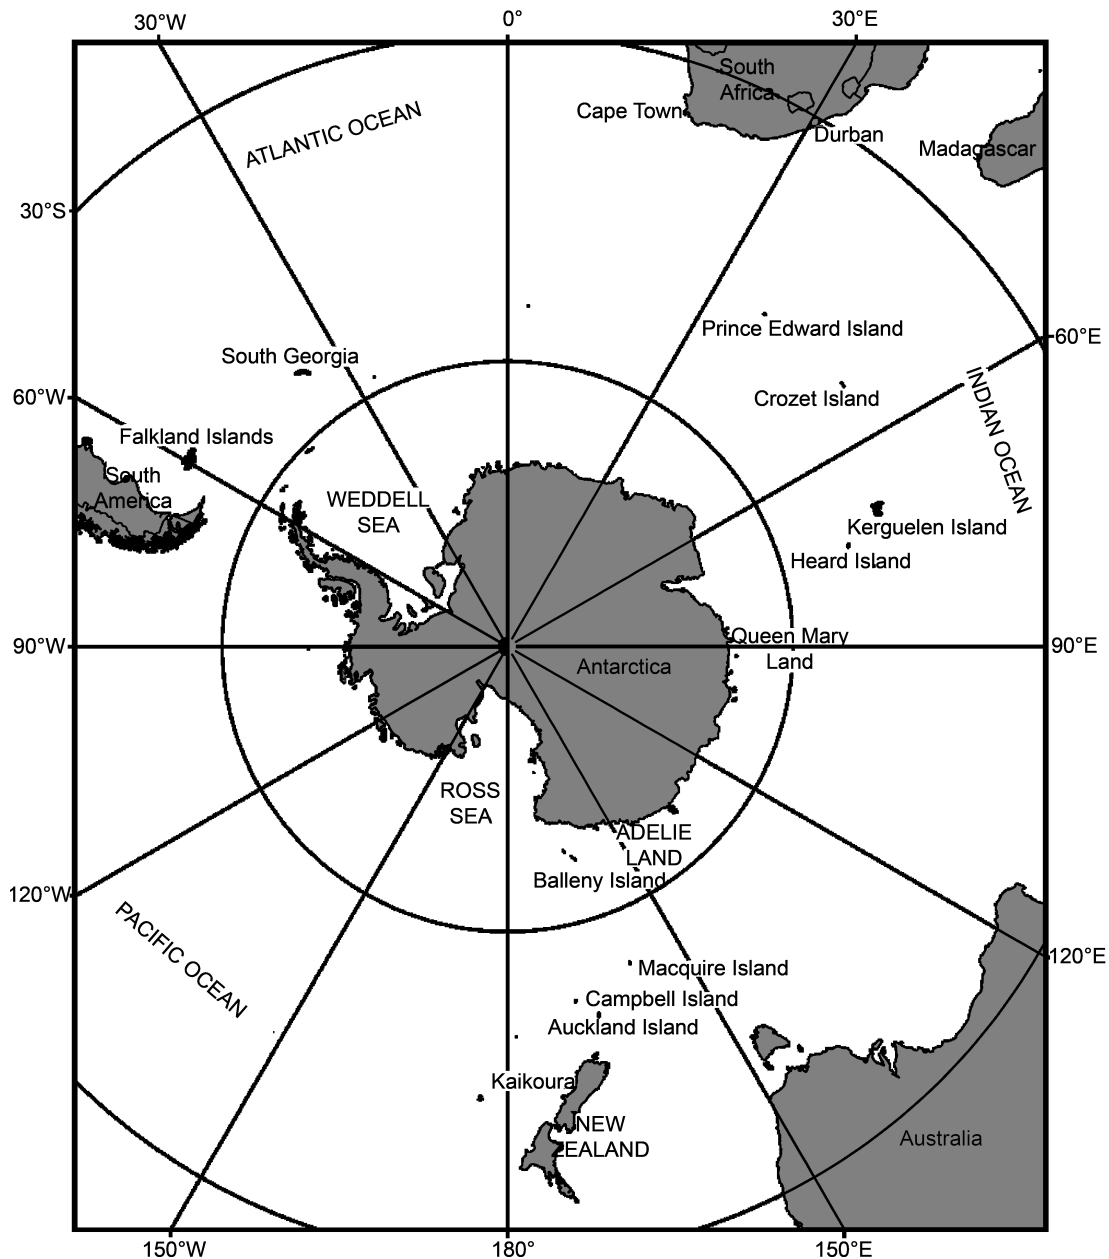 30°W
0°
30°E
South
Africa
Cape Town
Durban
ATLANTIC OCEAN
Madagascar
30°S
Prince Edward Island
60°E
South Georgia
INDIAN OCEAN
60°W
Crozet Island
Falkland Islands
South
America
WEDDELL
SEA
Kerguelen Island
Heard Island
90°W
Queen Mary
Land
90°E
Antarctica
ROSS
SEA
ADELIE
LAND
Balleny Island
120°W
PACIFIC OCEAN
120°E
Macquire Island
Campbell Island
Auckland Island
Kaikoura
NEW
ZEALAND
Australia
150°W
180°
150°E